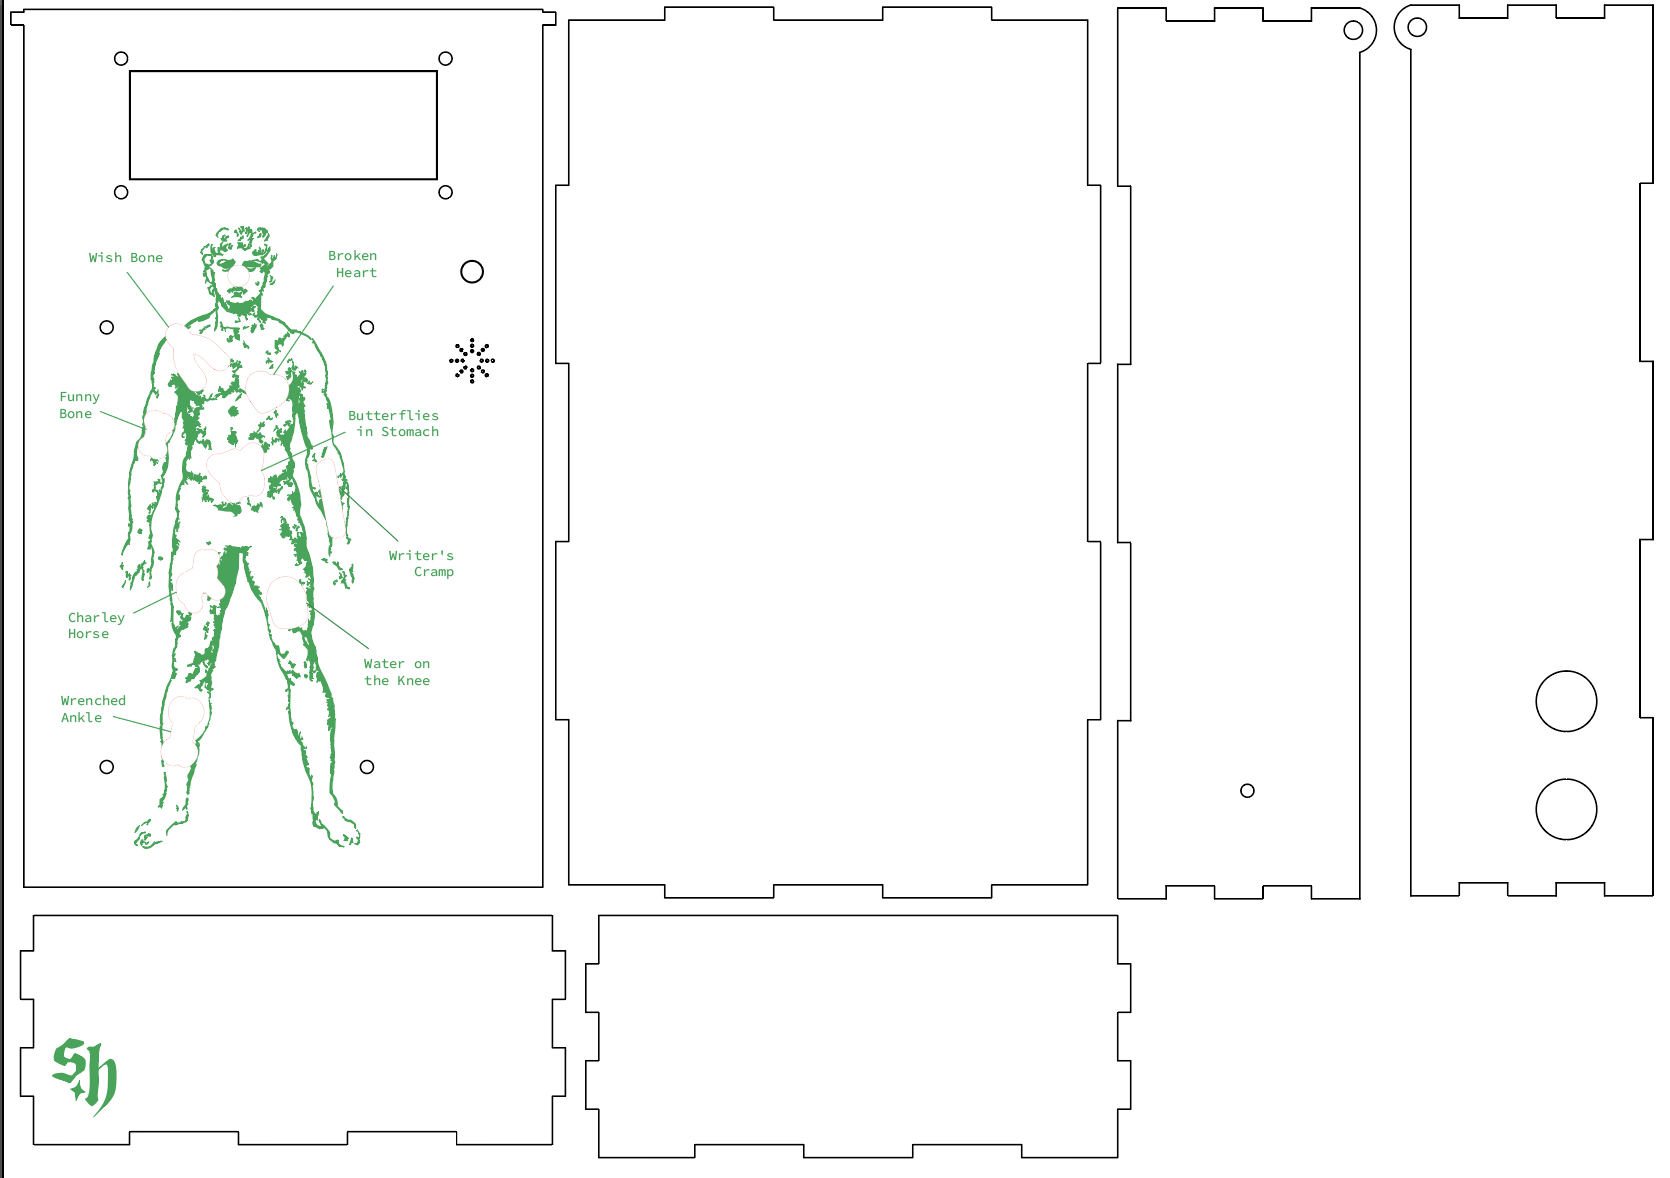 Wish Bone
Broken
Heart
Funny
Bone
Butterflies
in Stomach
Writer's
Cramp
Charley
Horse
Water on
the Knee
Wrenched
Ankle
sh